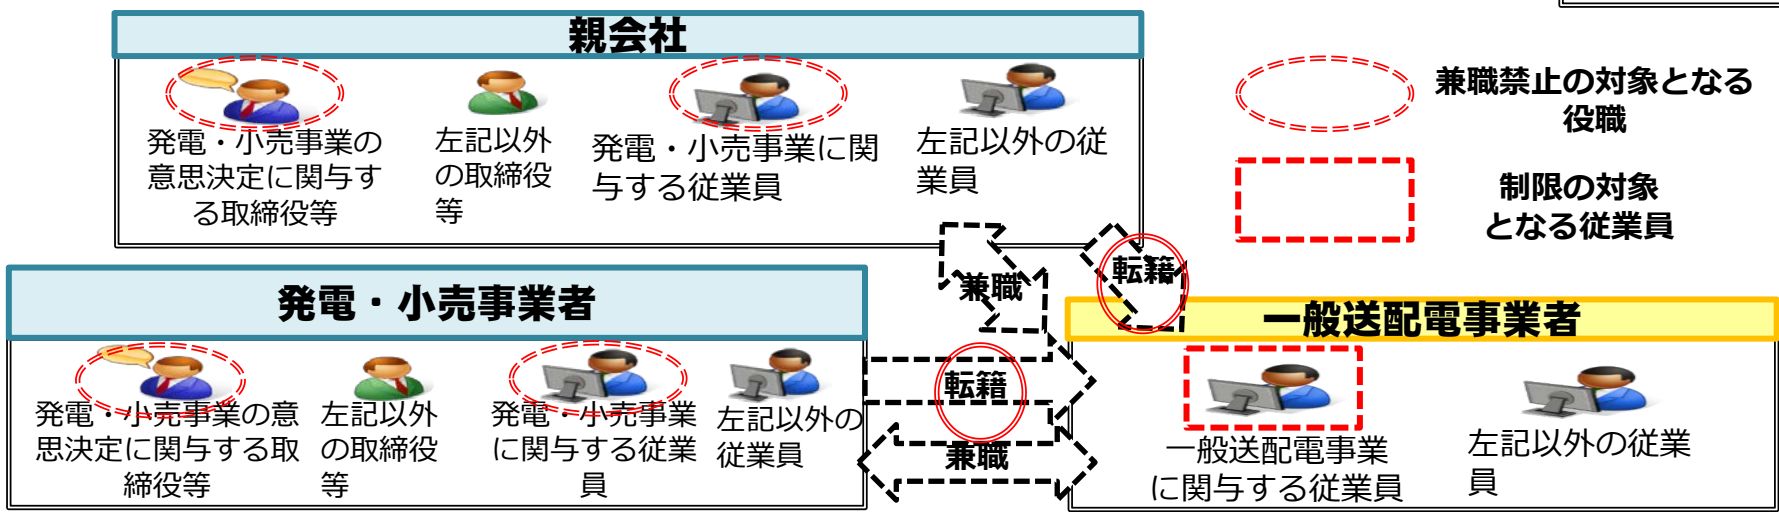 親会社
発電・小売事業の
意思決定に関与す
る取締役等
左記以外
の取締役
等
発電・小売事業に関
与する従業員
左記以外の従
業員
兼職禁止の対象となる
役職
制限の対象
となる従業員
兼職
転籍
発電・小売事業者
発電・小売事業の意
思決定に関与する取
締役等
左記以外
の取締役
等
発電・小売事業
に関与する従業
員
左記以外の
従業員
転籍
兼職
一般送配電事業者
一般送配電事業
に関与する従業員
左記以外の従業
員